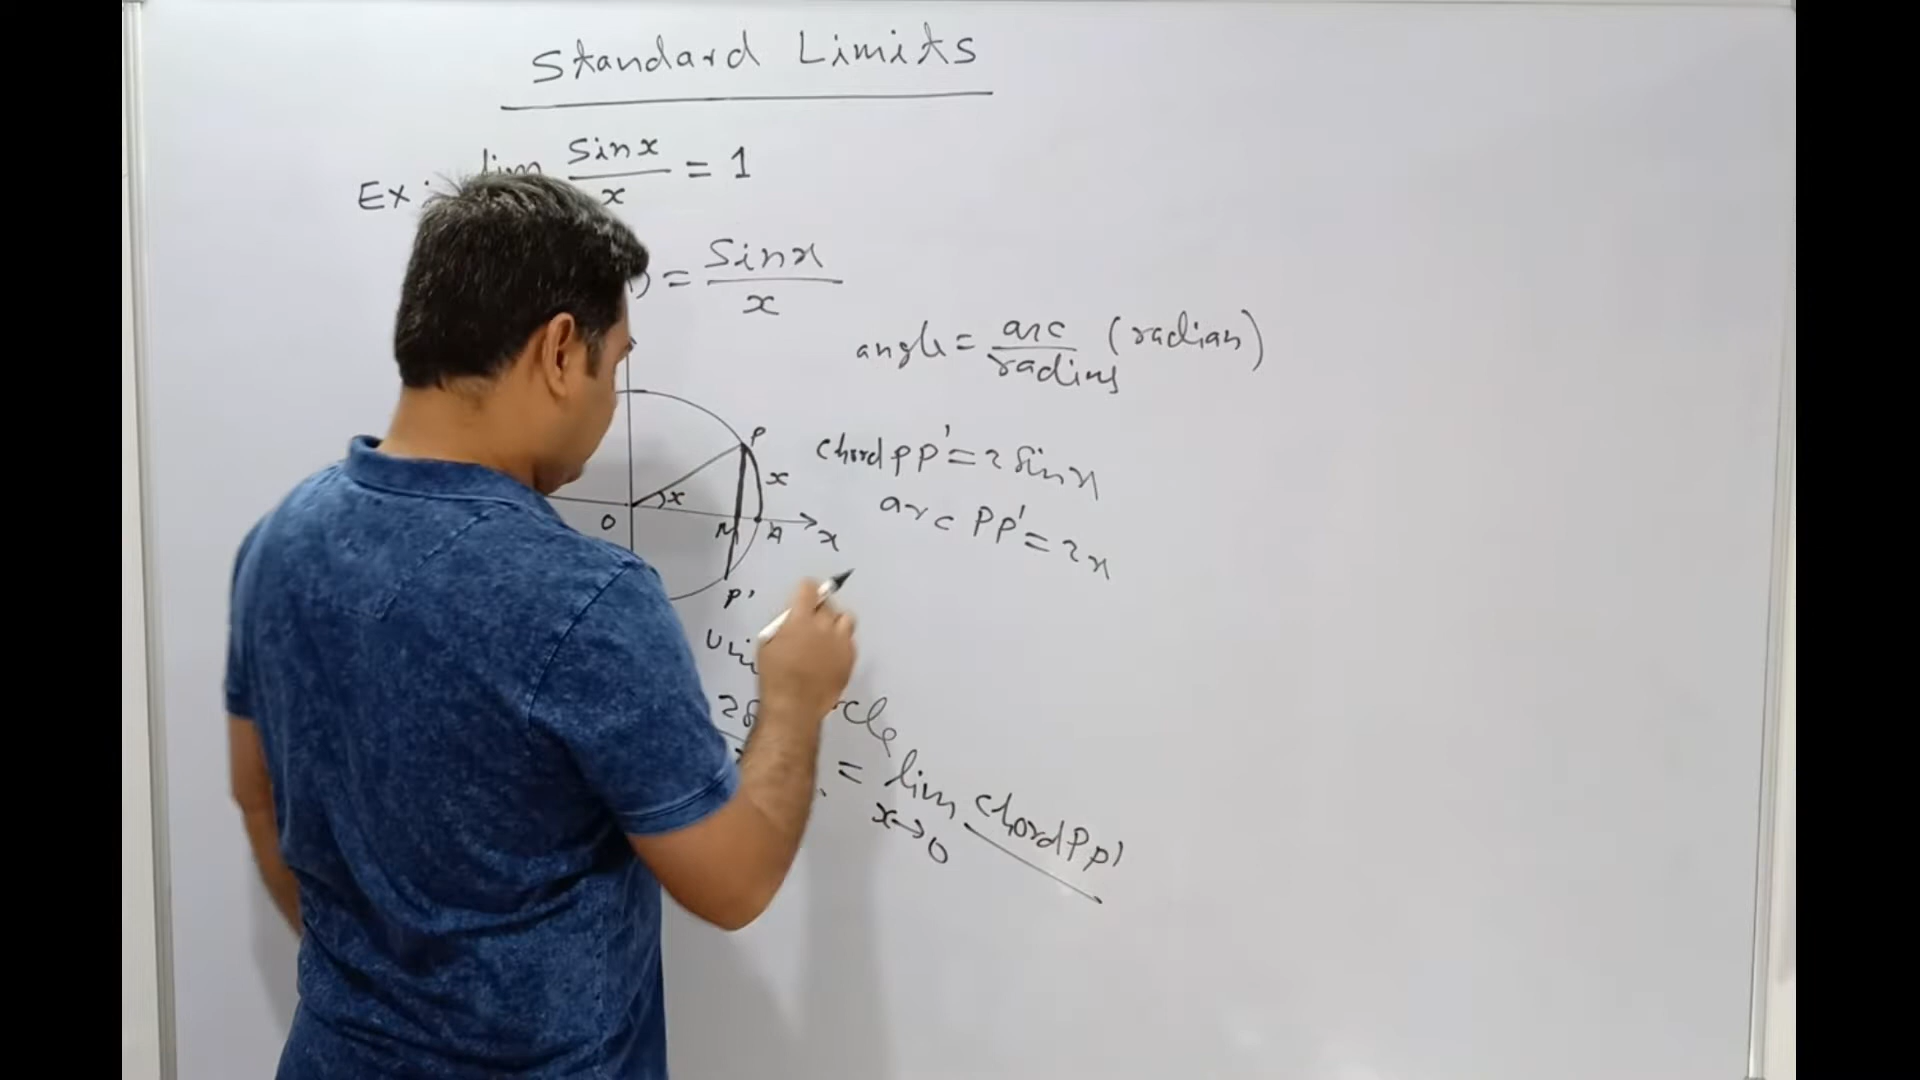 Standard Limits
Ex: lim sinx/x = 1
) = Sinx/x
angle = arc/radius (radian)
P
chord PP' = 2 sinx
x
x
arc PP' = 2x
O
M
A
x
P'
= lim chord PP'
x→0